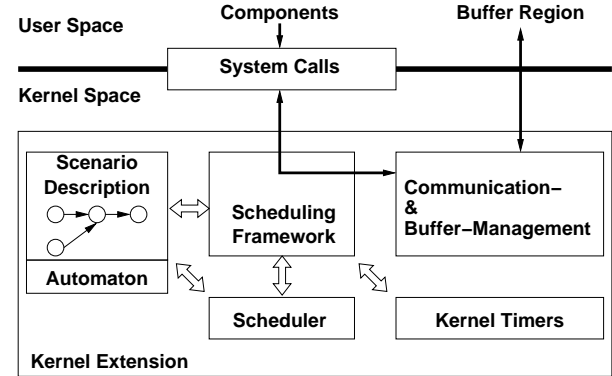 User Space
Components
Buffer Region
System Calls
Kernel Space
Scenario
Description
Automaton
Scheduling
Framework
Communication−
&
Buffer−Management
Scheduler
Kernel Timers
Kernel Extension